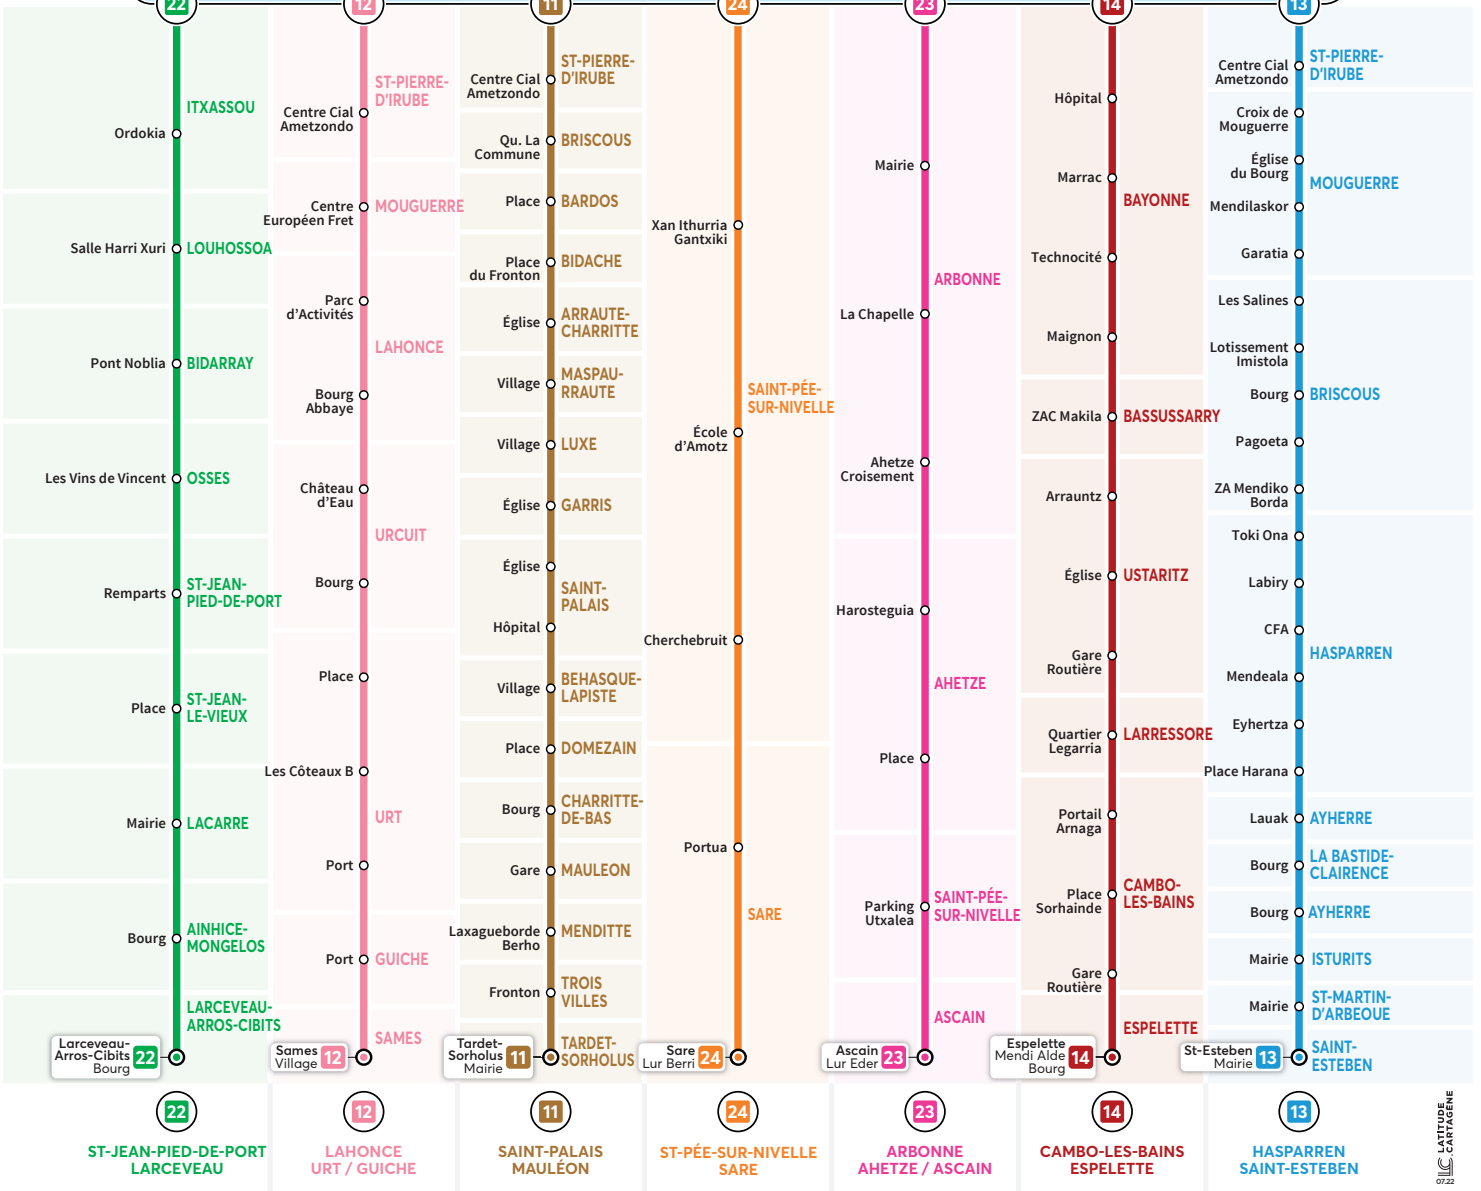 22
ITXASSOU
Ordokia
Salle Harri Xuri
LOUHOSSOA
Pont Noblia
BIDARRAY
Les Vins de Vincent
OSSES
Remparts
ST-JEAN-
PIED-DE-PORT
Place
ST-JEAN-
LE-VIEUX
Mairie
LACARRE
Bourg
AINHICE-
MONGELOS
LARCEVEAU-
ARROS-CIBITS
Larceveau-
Arros-Cibits
Bourg
22
22
ST-JEAN-PIED-DE-PORT
LARCEVEAU
12
ST-PIERRE-
D'IRUBE
Centre Cial
Ametzondo
Centre
Européen Fret
MOUGUERRE
Parc
d'Activités
LAHONCE
Bourg
Abbaye
Château
d'Eau
URCUIT
Bourg
Place
Les Côteaux B
URT
Port
Port
GUICHE
SAMES
Sames
Village
12
12
LAHONCE
URT / GUICHE
11
ST-PIERRE-
D'IRUBE
Centre Cial
Ametzondo
Qu. La
Commune
BRISCOUS
Place
BARDOS
Place
du Fronton
BIDACHE
Église
ARRAUTE-
CHARRITTE
Village
MASPAU-
RRAUTE
Village
LUXE
Église
GARRIS
Église
SAINT-
PALAIS
Hôpital
Village
BEHASQUE-
LAPISTE
Place
DOMEZAIN
Bourg
CHARRITTE-
DE-BAS
Gare
MAULEON
Laxagueborde
Berho
MENDITTE
Fronton
TROIS
VILLES
Tardet-
Sorholus
Mairie
11
TARDET-
SORHOLUS
11
SAINT-PALAIS
MAULÉON
24
Xan Ithurria
Gantxiki
SAINT-PÉE-
SUR-NIVELLE
École
d'Amotz
Cherchebruit
Portua
SARE
Sare
Lur Berri
24
24
ST-PÉE-SUR-NIVELLE
SARE
23
Mairie
ARBONNE
La Chapelle
Ahetze
Croisement
Harosteguia
AHETZE
Place
Parking
Utxalea
SAINT-PÉE-
SUR-NIVELLE
ASCAIN
Ascain
Lur Eder
23
23
ARBONNE
AHETZE / ASCAIN
14
Hôpital
Marrac
BAYONNE
Technocité
Maignon
ZAC Makila
BASSUSSARRY
Arrauntz
Église
USTARITZ
Gare
Routière
Quartier
Legarria
LARRESSORE
Portail
Arnaga
Place
Sorhainde
CAMBO-
LES-BAINS
Gare
Routière
ESPELETTE
Espelette
Mendi Alde
Bourg
14
14
CAMBO-LES-BAINS
ESPELETTE
13
Centre Cial
Ametzondo
ST-PIERRE-
D'IRUBE
Croix de
Mouguerre
Église
du Bourg
MOUGUERRE
Mendilaskor
Garatia
Les Salines
Lotissement
Imistola
Bourg
BRISCOUS
Pagoeta
ZA Mendiko
Borda
Toki Ona
Labiry
CFA
HASPARREN
Mendeala
Eyhertza
Place Harana
Lauak
AYHERRE
Bourg
LA BASTIDE-
CLAIRENCE
Bourg
AYHERRE
Mairie
ISTURITS
Mairie
ST-MARTIN-
D'ARBEOUE
St-Esteben
Mairie
13
SAINT-
ESTEBEN
13
HASPARREN
SAINT-ESTEBEN
LATITUDE
CARTAGÈNE
07.22